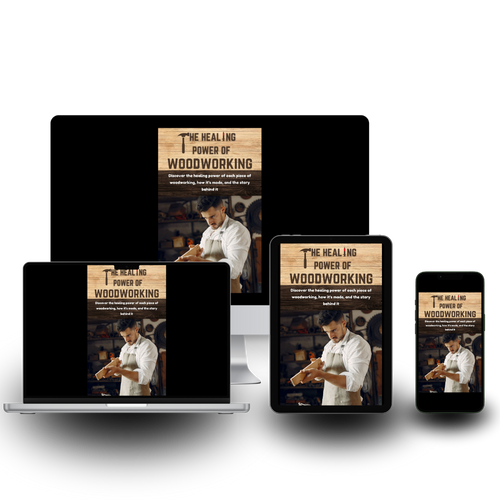 THE HEALING
POWER OF
WOODWORKING
Discover the healing power of each piece of
woodworking, how it's made, and the story
behind it
THE HEALING
POWER OF
WOODWORKING
Discover the healing power of each piece of
woodworking, how it's made, and the story
behind it
THE HEALING
POWER OF
WOODWORKING
Discover the healing power of each piece of
woodworking, how it's made, and the story
behind it
THE HEALING
POWER OF
WOODWORKING
Discover the healing power of each piece of
woodworking, how it's made, and the story
behind it